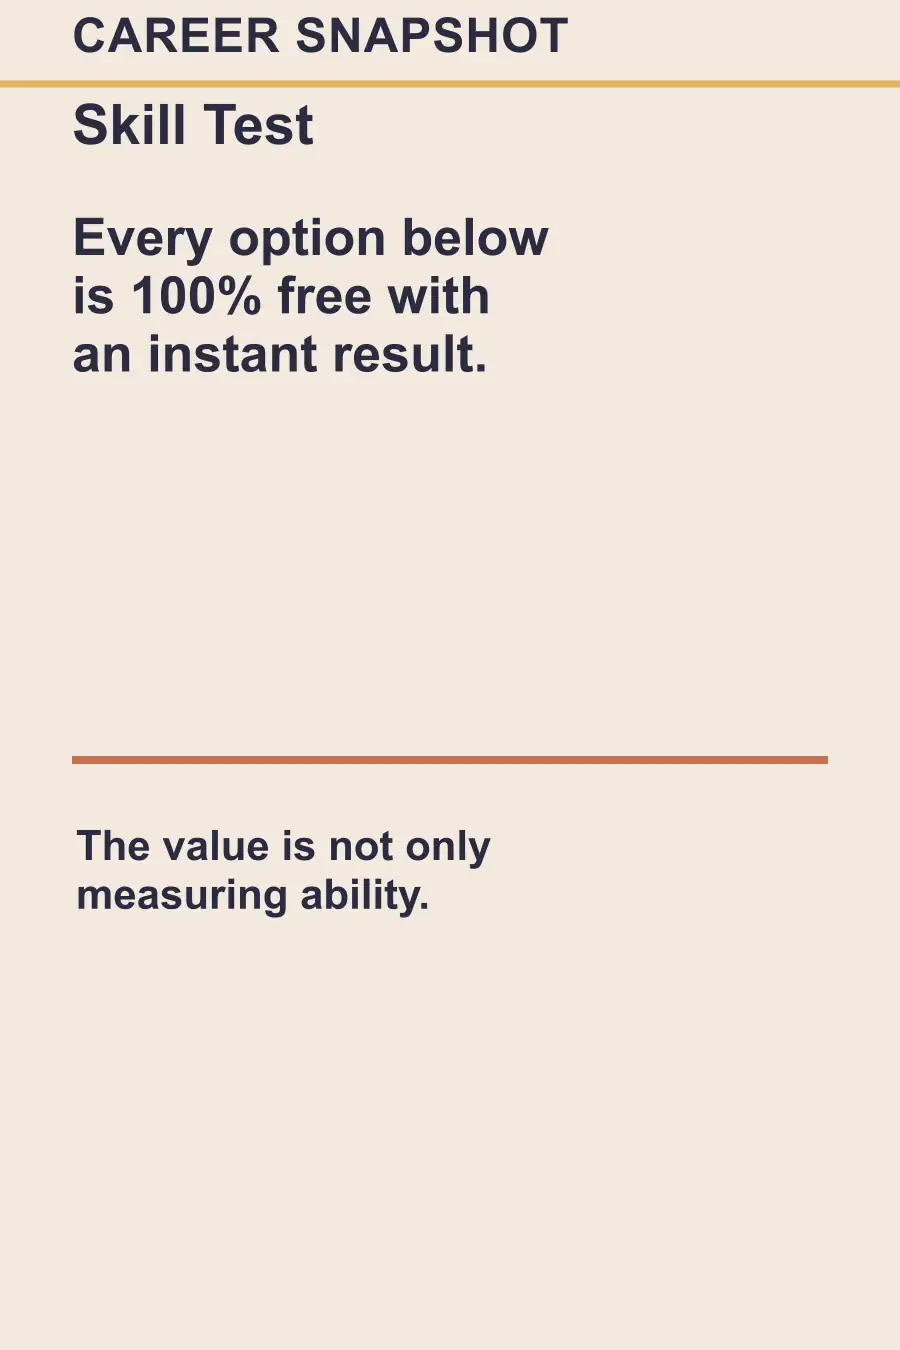 CAREER SNAPSHOT
Skill Test
Every option below
is 100% free with
an instant result.
The value is not only
measuring ability.